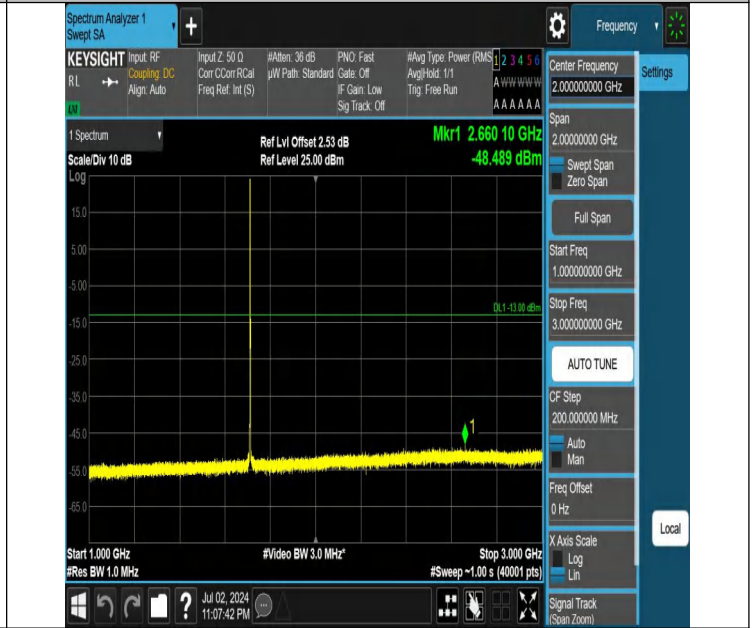 Spectrum Analyzer 1
Swept SA
+
Frequency
KEYSIGHT
RL
Input: RF
Coupling: DC
Align: Auto
Input Z: 50 Ω
Corr CCorr RCal
Freq Ref: Int (S)
#Atten: 36 dB
µW Path: Standard
PNO: Fast
Gate: Off
IF Gain: Low
Sig Track: Off
#Avg Type: Power (RMS
Avg|Hold: 1/1
Trig: Free Run
1 2 3 4 5 6
A W W W W W
A A A A A A
1 Spectrum
Scale/Div 10 dB
Ref Lvl Offset 2.53 dB
Ref Level 25.00 dBm
Mkr1 2.660 10 GHz
-48.489 dBm
Log
15.0
5.00
-5.00
DL1 -13.00 dBm
-15.0
-25.0
-35.0
-45.0
1
-55.0
-65.0
Start 1.000 GHz
#Video BW 3.0 MHz*
Stop 3.000 GHz
#Res BW 1.0 MHz
#Sweep ~1.00 s (40001 pts)
Center Frequency
2.000000000 GHz
Settings
Span
2.00000000 GHz
Swept Span
Zero Span
Full Span
Start Freq
1.000000000 GHz
Stop Freq
3.000000000 GHz
AUTO TUNE
CF Step
200.000000 MHz
Auto
Man
Freq Offset
0 Hz
X Axis Scale
Log
Lin
Local
Signal Track
(Span Zoom)
?
Jul 02, 2024
11:07:42 PM